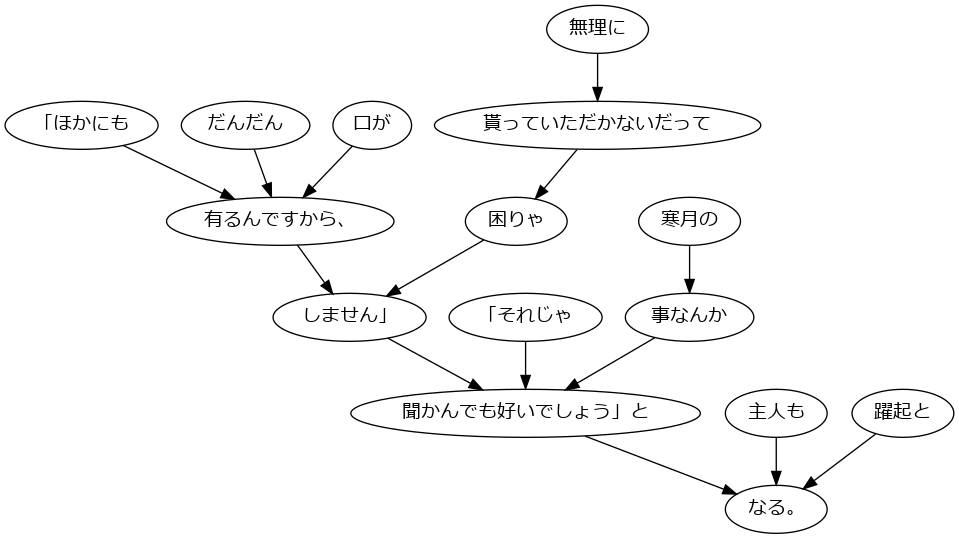 無理に
「ほかにも
だんだん
口が
貰っていただかないだって
有るんですから、
困りゃ
寒月の
しません」
「それじゃ
事なんか
聞かんでも好いでしょう」と
主人も
躍起と
なる。